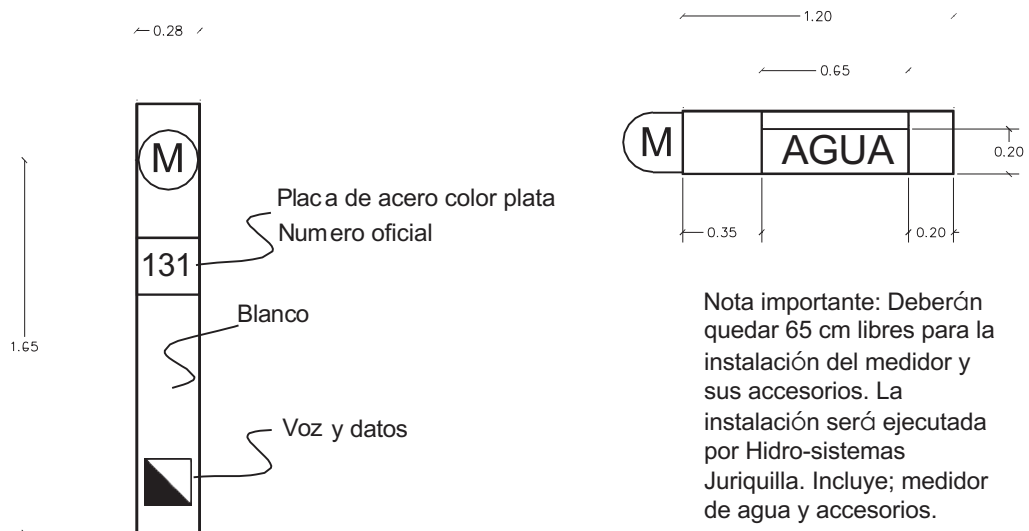 0.28
M
Placa de acero color plata
Numero oficial
131
Blanco
1.65
Voz y datos
1.20
0.65
M
AGUA
0.20
0.35
0.20
Nota importante: Deberán
quedar 65 cm libres para la
instalación del medidor y
sus accesorios. La
instalación será ejecutada
por Hidro-sistemas
Juriquilla. Incluye; medidor
de agua y accesorios.